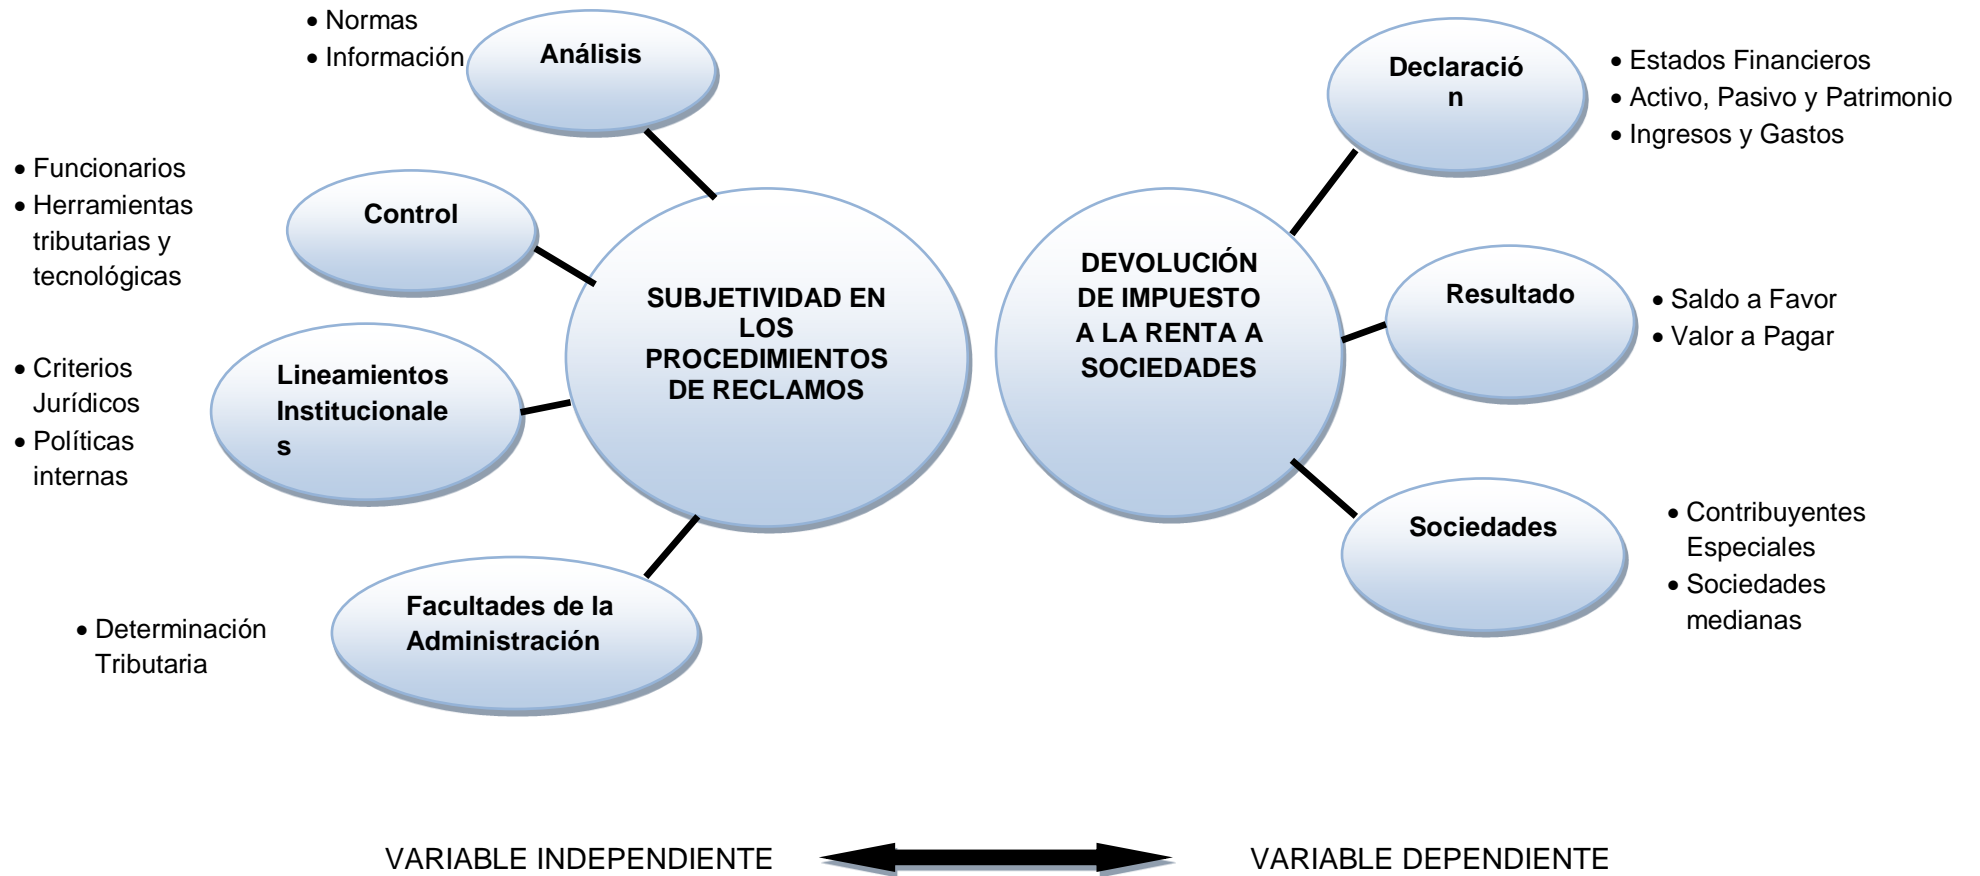 • Normas
• Información
Análisis
• Funcionarios
• Herramientas
tributarias y
tecnológicas
Control
• Criterios
Jurídicos
• Políticas
internas
Lineamientos
Institucionale
s
• Determinación
Tributaria
Facultades de la
Administración
SUBJETIVIDAD EN
LOS
PROCEDIMIENTOS
DE RECLAMOS
DEVOLUCIÓN
DE IMPUESTO
A LA RENTA A
SOCIEDADES
Declaració
n
• Estados Financieros
• Activo, Pasivo y Patrimonio
• Ingresos y Gastos
Resultado
• Saldo a Favor
• Valor a Pagar
Sociedades
• Contribuyentes
Especiales
• Sociedades
medianas
VARIABLE INDEPENDIENTE
VARIABLE DEPENDIENTE